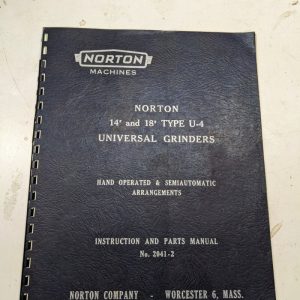 NORTON
MACHINES
NORTON
14" and 18" TYPE U-4
UNIVERSAL GRINDERS
HAND OPERATED & SEMIAUTOMATIC
ARRANGEMENTS
INSTRUCTION AND PARTS MANUAL
No. 2041-2
NORTON COMPANY - WORCESTER 6, MASS.